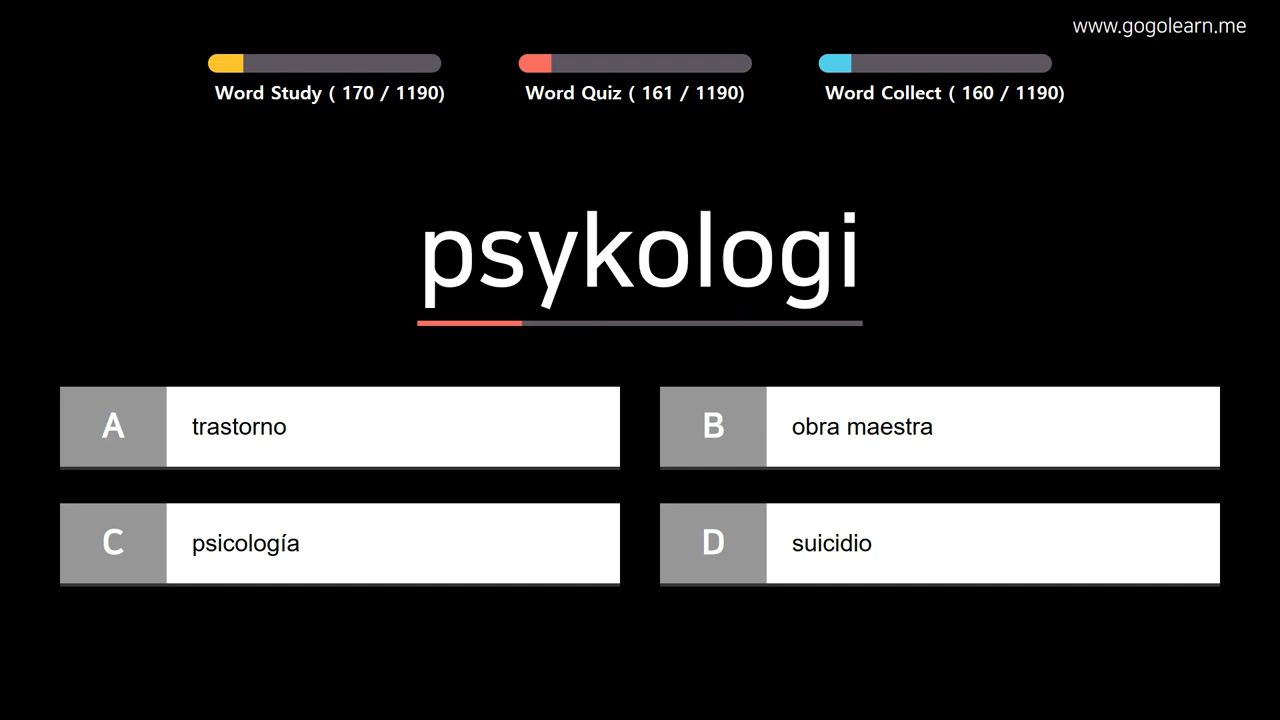 www.gogolearn.me
Word Study ( 170 / 1190)
Word Quiz ( 161 / 1190)
Word Collect ( 160 / 1190)
psykologi
A
trastorno
B
obra maestra
C
psicología
D
suicidio